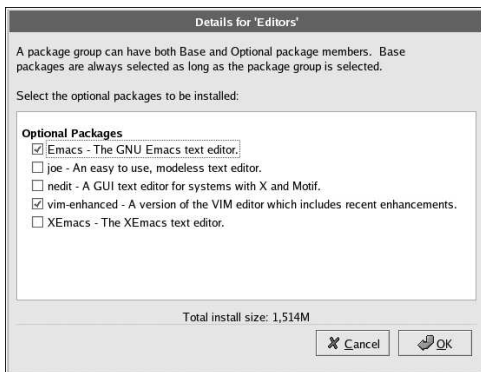 Details for 'Editors'
A package group can have both Base and Optional package members. Base
packages are always selected as long as the package group is selected.
Select the optional packages to be installed:
Optional Packages
Emacs - The GNU Emacs text editor.
joe - An easy to use, modeless text editor.
nedit - A GUI text editor for systems with X and Motif.
vim-enhanced - A version of the VIM editor which includes recent enhancements.
XEmacs - The XEmacs text editor.
Total install size: 1,514M
Cancel OK